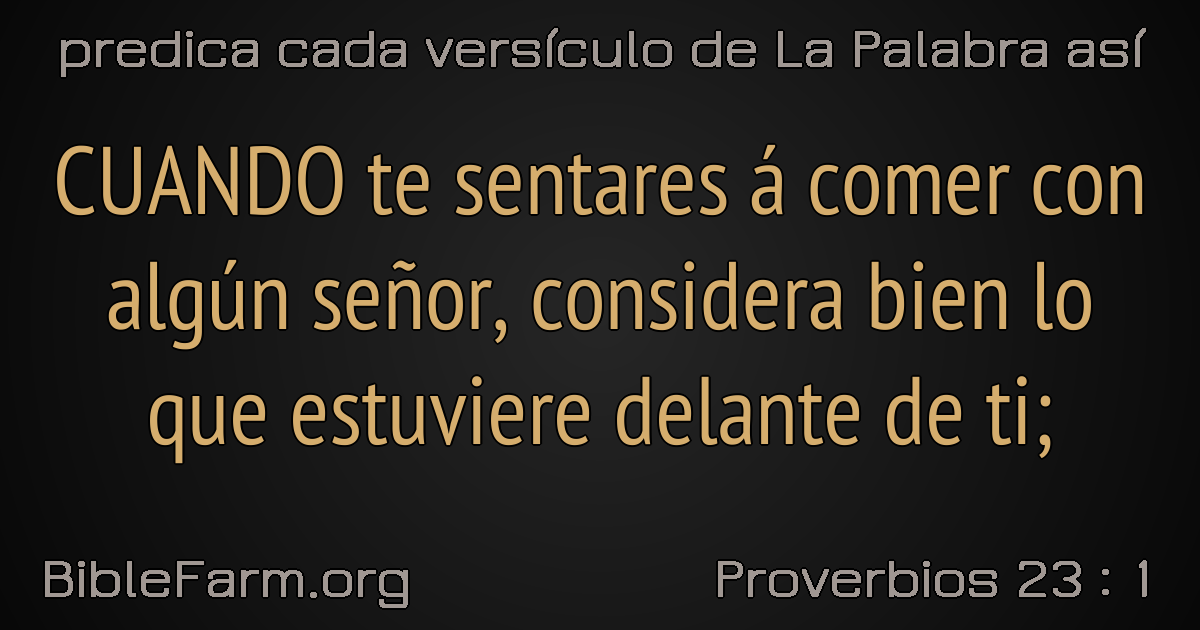 predica cada versículo de La Palabra así
CUANDO te sentares á comer con
algún señor, considera bien lo
que estuviere delante de ti;
BibleFarm.org
Proverbios 23 : 1